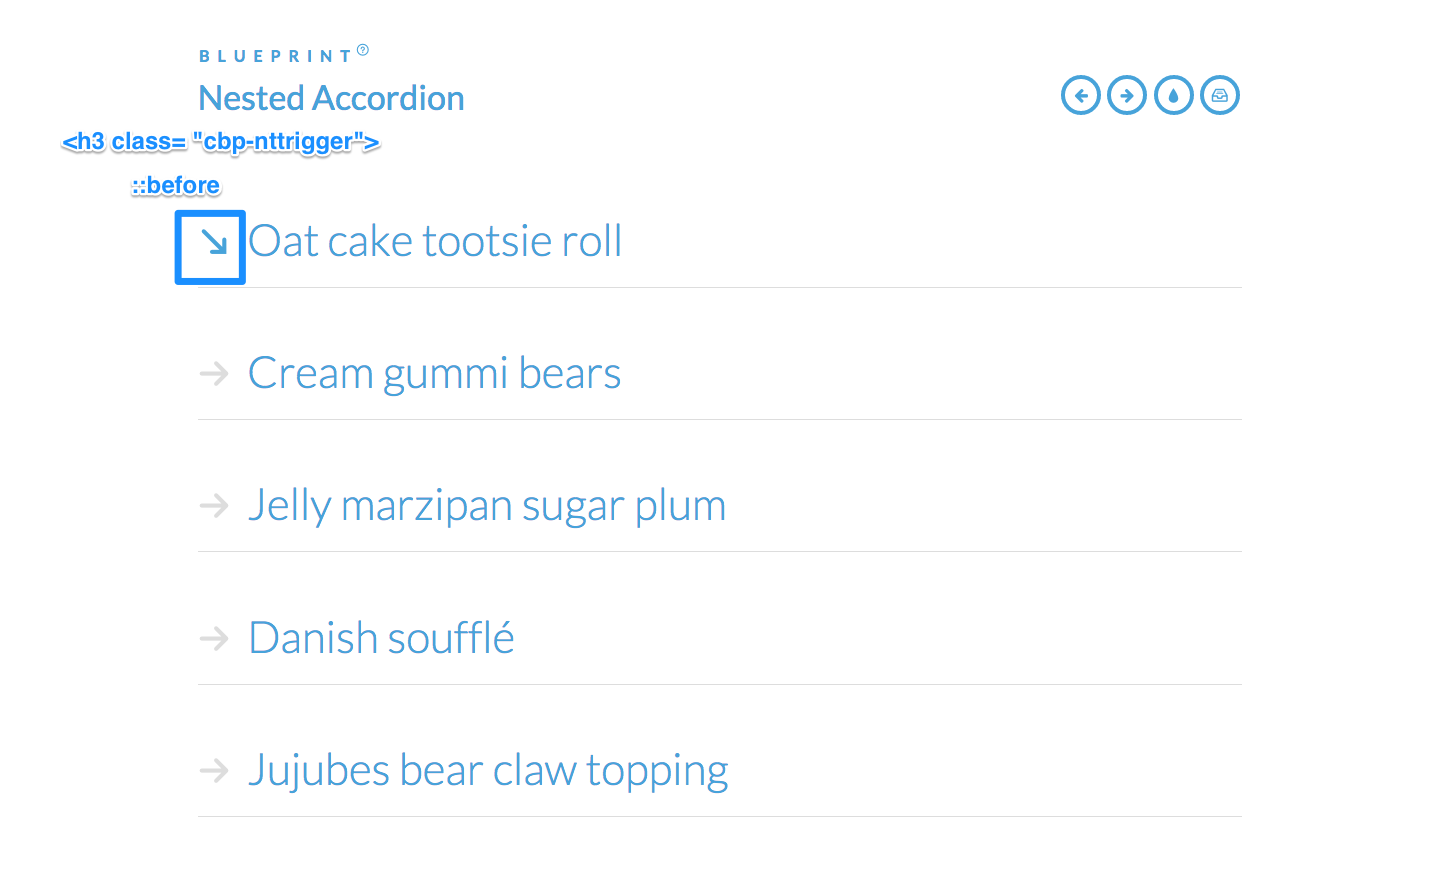 BLUEPRINT?
Nested Accordion
<h3 class= "cbp-nttrigger">
::before
Oat cake tootsie roll
Cream gummi bears
Jelly marzipan sugar plum
Danish soufflé
Jujubes bear claw topping